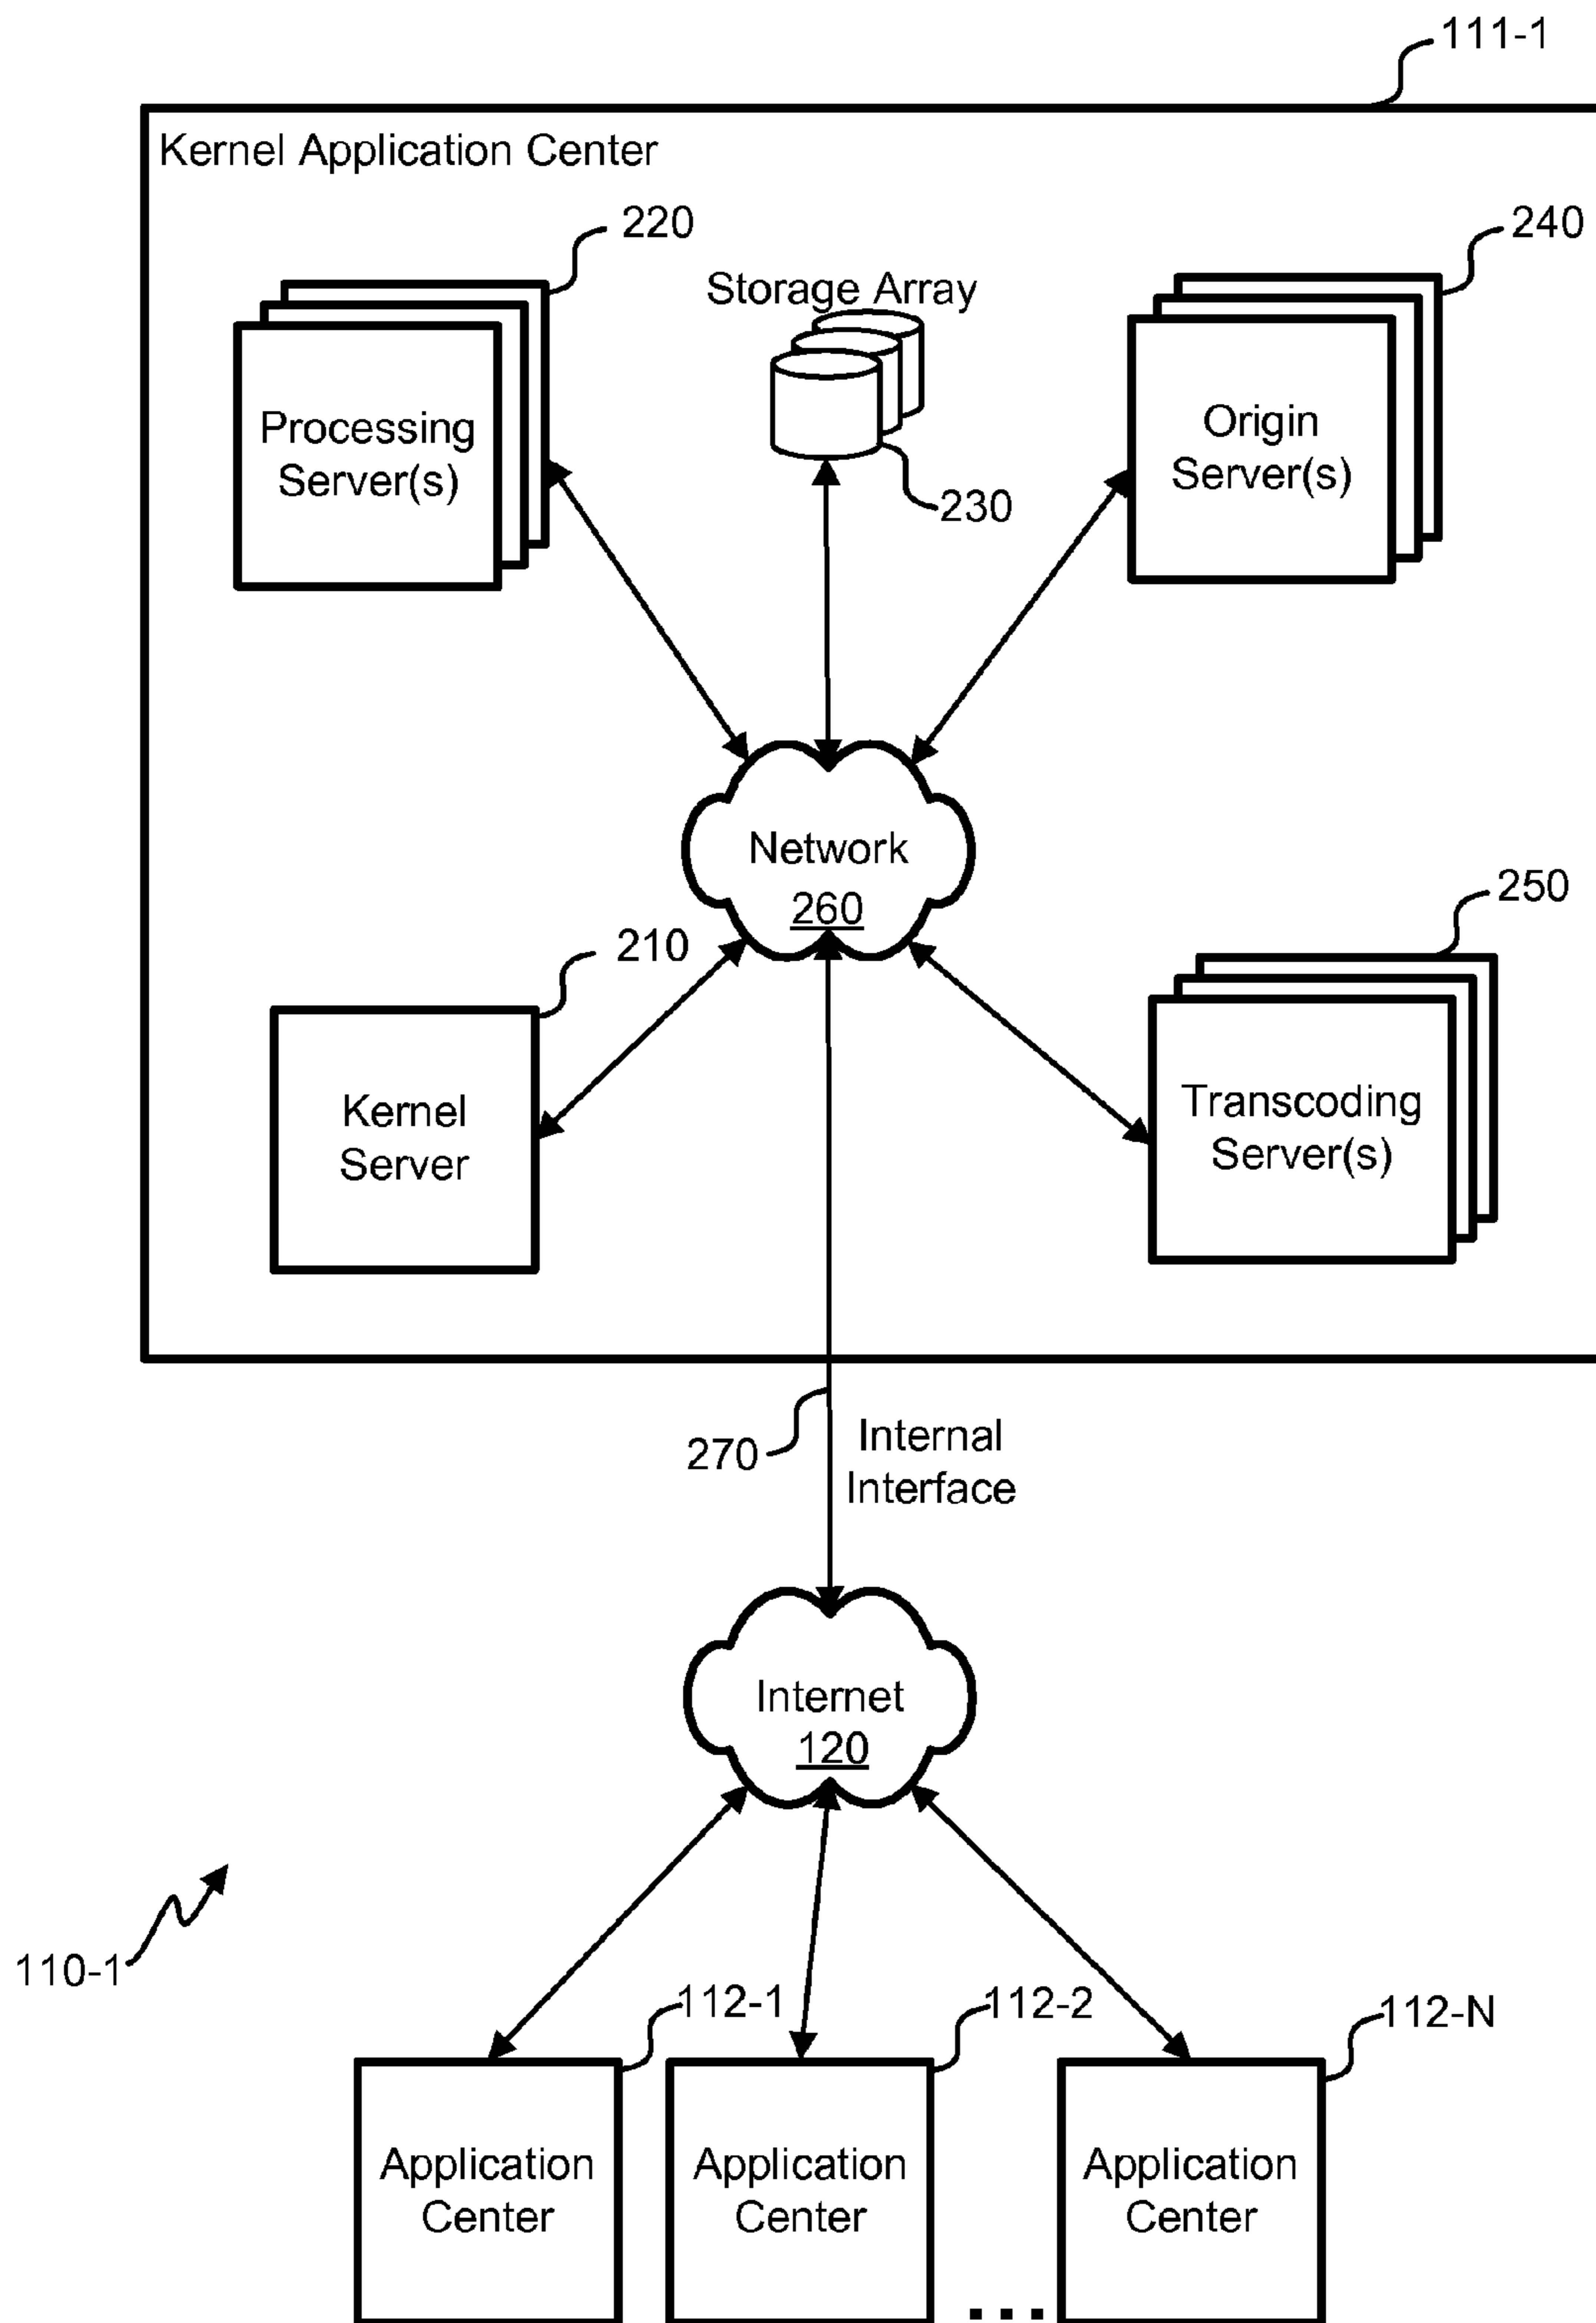 111-1
Kernel Application Center
220
240
Storage Array
Processing
Server(s)
Origin
Server(s)
230
Network
260
250
210
Kernel
Server
Transcoding
Server(s)
270
Internal
Interface
Internet
120
110-1
112-1
112-2
112-N
Application
Center
Application
Center
...
Application
Center